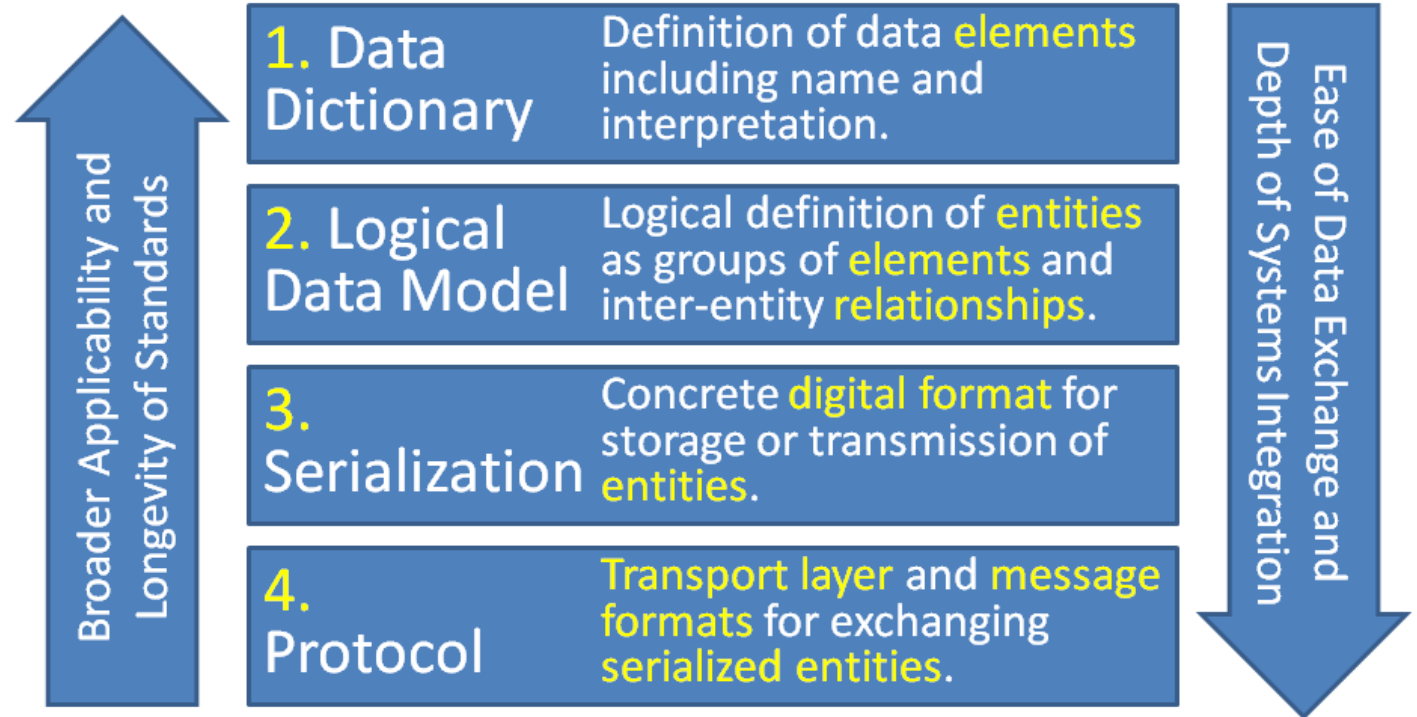 Broader Applicability and
Longevity of Standards
1. Data
Dictionary
Definition of data elements
including name and
interpretation.
2. Logical
Data Model
Logical definition of entities
as groups of elements and
inter-entity relationships.
3.
Serialization
Concrete digital format for
storage or transmission of
entities.
4.
Protocol
Transport layer and message
formats for exchanging
serialized entities.
Ease of Data Exchange and
Depth of Systems Integration